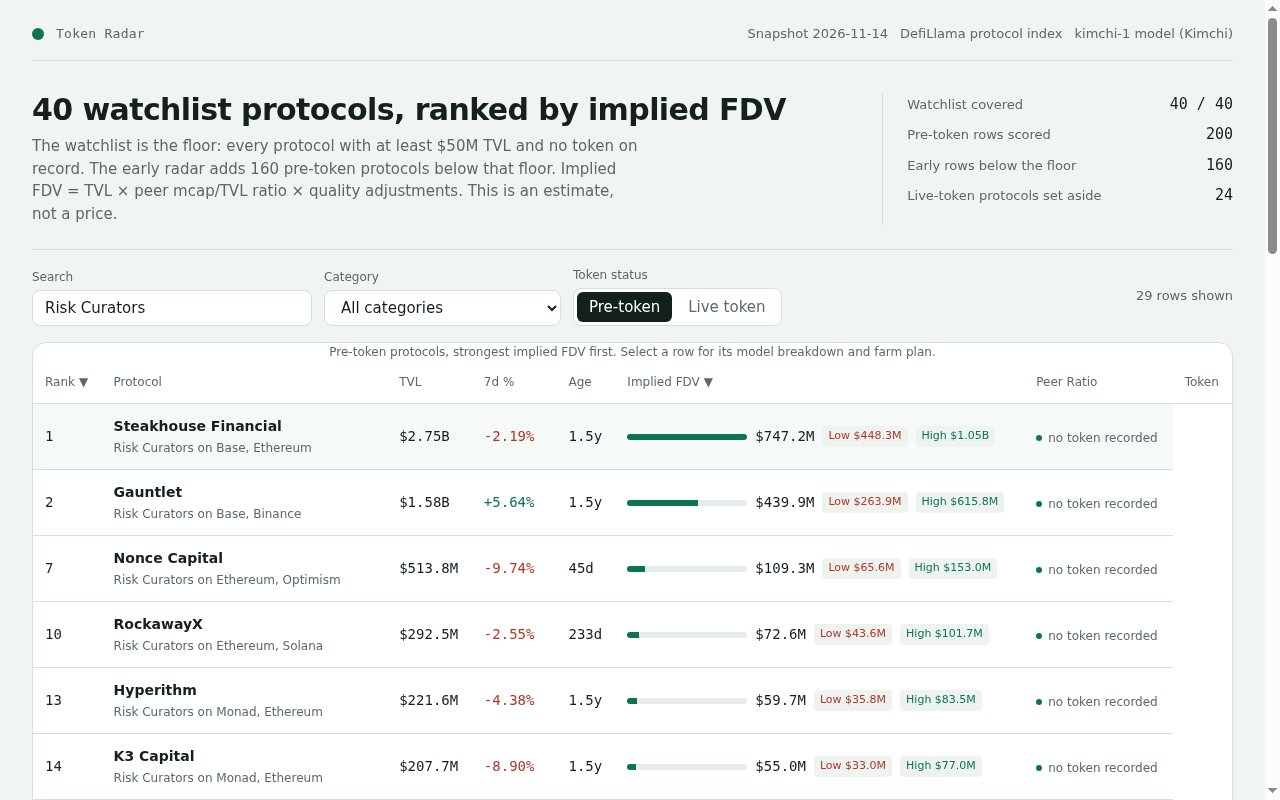 Token Radar
Snapshot 2026-11-14 DefiLlama protocol index kimchi-1 model (Kimchi)
40 watchlist protocols, ranked by implied FDV
The watchlist is the floor: every protocol with at least $50M TVL and no token on
record. The early radar adds 160 pre-token protocols below that floor. Implied
FDV = TVL × peer mcap/TVL ratio × quality adjustments. This is an estimate,
not a price.
Watchlist covered 40 / 40
Pre-token rows scored 200
Early rows below the floor 160
Live-token protocols set aside 24
Search
Risk Curators
Category
All categories
Token status
Pre-token Live token
29 rows shown
Pre-token protocols, strongest implied FDV first. Select a row for its model breakdown and farm plan.
Rank ▼ Protocol TVL 7d % Age Implied FDV ▼ Peer Ratio Token
1 Steakhouse Financial $2.75B -2.19% 1.5y $747.2M Low $448.3M High $1.05B no token recorded
Risk Curators on Base, Ethereum
2 Gauntlet $1.58B +5.64% 1.5y $439.9M Low $263.9M High $615.8M no token recorded
Risk Curators on Base, Binance
7 Nonce Capital $513.8M -9.74% 45d $109.3M Low $65.6M High $153.0M no token recorded
Risk Curators on Ethereum, Optimism
10 RockawayX $292.5M -2.55% 233d $72.6M Low $43.6M High $101.7M no token recorded
Risk Curators on Ethereum, Solana
13 Hyperithm $221.6M -4.38% 1.5y $59.7M Low $35.8M High $83.5M no token recorded
Risk Curators on Monad, Ethereum
14 K3 Capital $207.7M -8.90% 1.5y $55.0M Low $33.0M High $77.0M no token recorded
Risk Curators on Monad, Ethereum